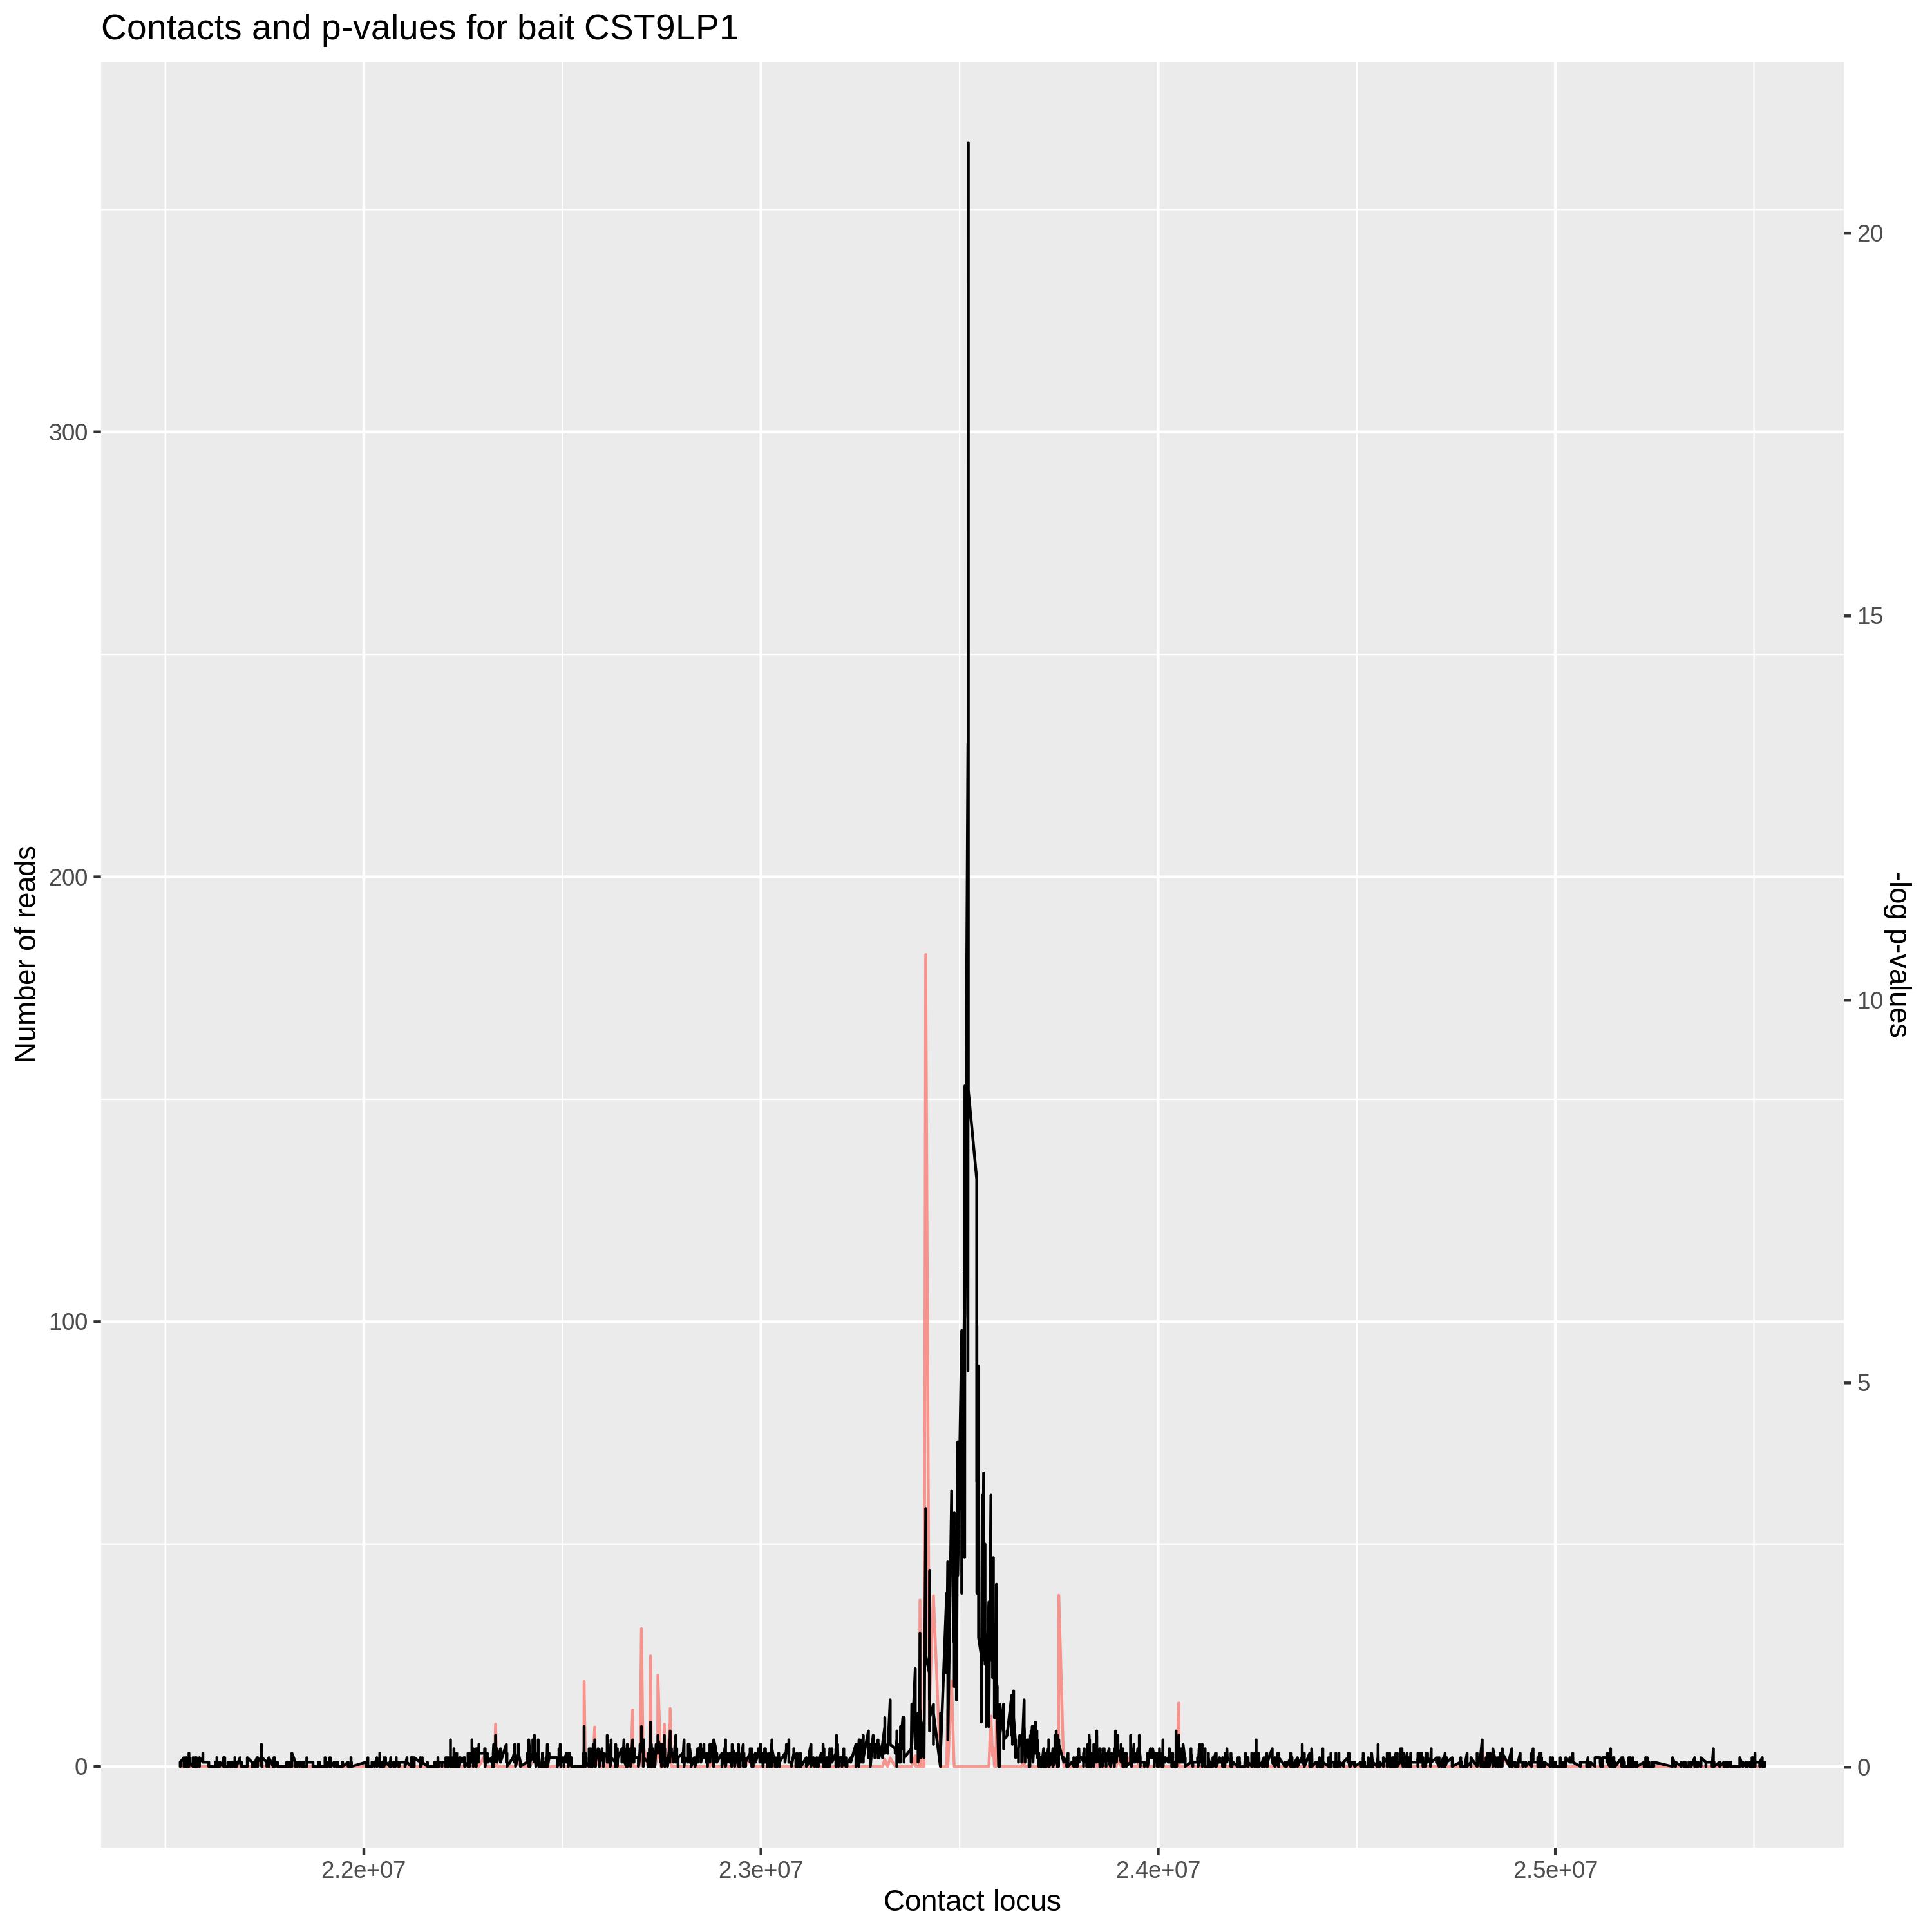 Contacts and p-values for bait CST9LP1
300
200
100
0
20
15
10
5
0
Number of reads
-log p-values
2.2e+07
2.3e+07
2.4e+07
2.5e+07
Contact locus